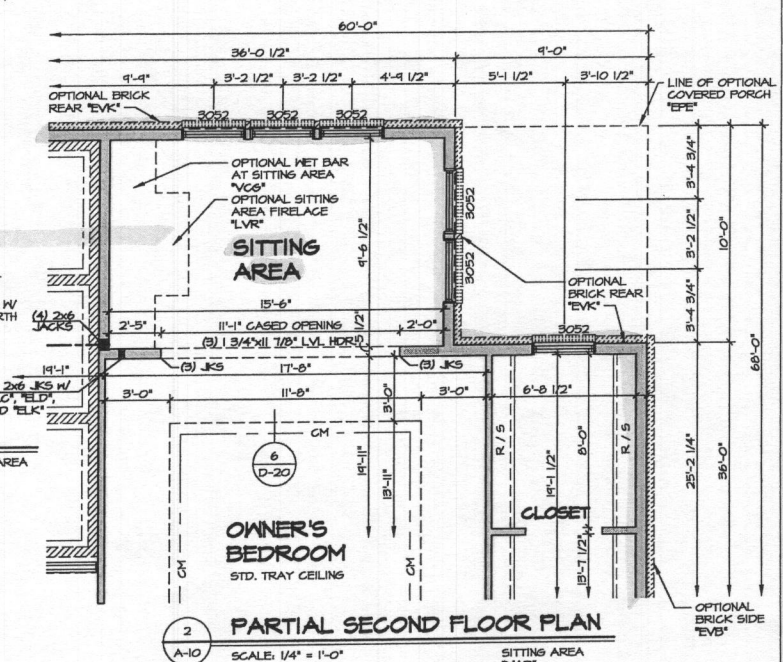 60'-0"
36'-0 1/2"
9'-0"
9'-9"
3'-2 1/2"
3'-2 1/2"
4'-9 1/2"
5'-1 1/2"
3'-10 1/2"
OPTIONAL BRICK
REAR "EVK"
LINE OF OPTIONAL
COVERED PORCH
"EPE"
3052
3052
3052
OPTIONAL WET BAR
AT SITTING AREA
"VCG"
OPTIONAL SITTING
AREA FIRELACE
"LVR"
SITTING
AREA
9'-6 1/2"
3052
3052
3'-4 3/4"
3'-2 1/2"
3'-4 3/4"
10'-0"
68'-0"
OPTIONAL
BRICK REAR
"EVK"
W/
(4) 2x6
JACKS
15'-6"
2'-5"
11'-1" CASED OPENING
2'-0"
(3) 1 3/4"x11 7/8" LVL HDR
5 1/2"
3052
19'-1"
(3) JKS
(3) JKS
17'-8"
2x6 JKS W/
"ELD",
"ELK"
3'-0"
11'-8"
3'-0"
6'-8 1/2"
3'-0"
CM
6
D-20
19'-11"
13'-11"
R / S
R / S
19'-1 1/2"
8'-0"
25'-2 1/4"
36'-0"
AREA
OWNER'S
BEDROOM
STD. TRAY CEILING
CM
CM
CLOSET
13'-7 1/2"
OPTIONAL
BRICK SIDE
"EVB"
2
A-10
PARTIAL SECOND FLOOR PLAN
SCALE: 1/4" = 1'-0"
SITTING AREA